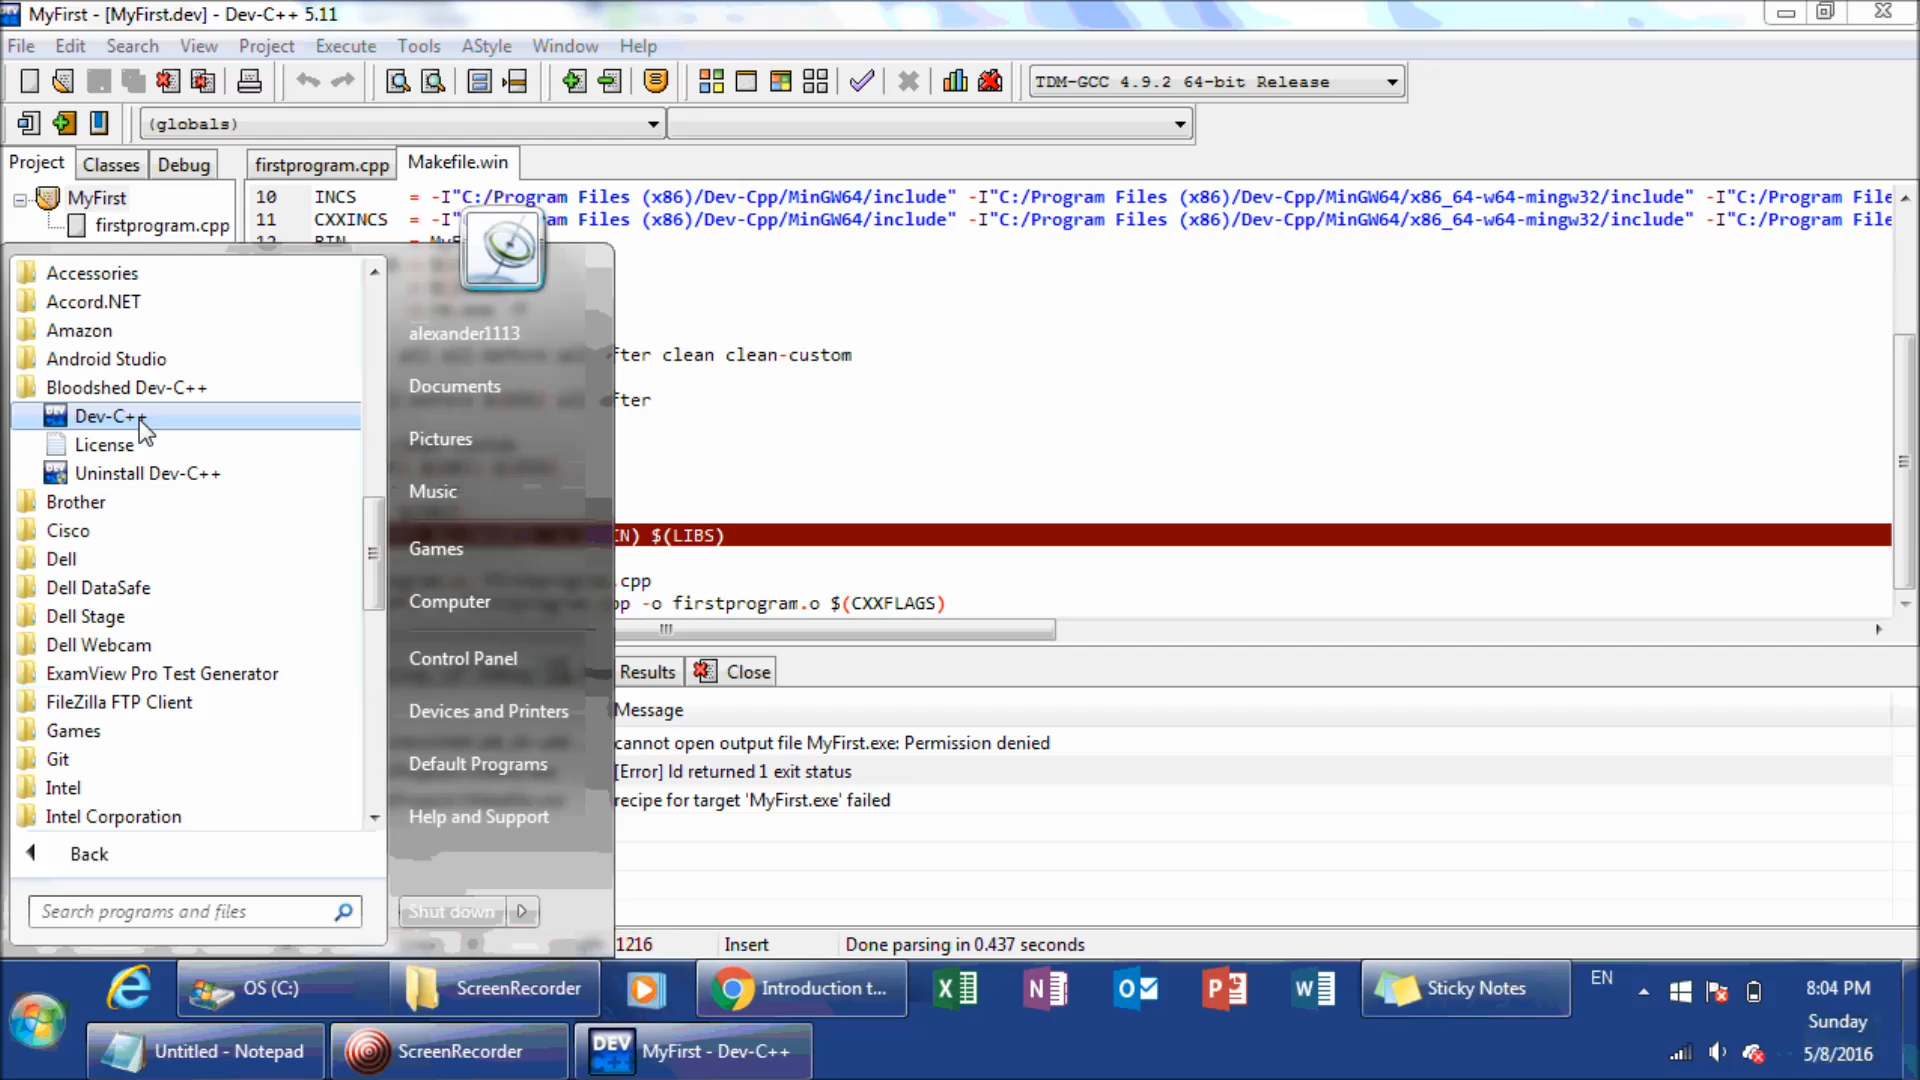 MyFirst - [MyFirst.dev] - Dev-C++ 5.11
File Edit Search View Project Execute Tools AStyle Window Help
TDM-GCC 4.9.2 64-bit Release
(globals)
Project Classes Debug firstprogram.cpp Makefile.win
MyFirst
firstprogram.cpp
10 INCS = -I"C:/Program Files (x86)/Dev-Cpp/MinGW64/include" -I"C:/Program Files (x86)/Dev-Cpp/MinGW64/x86_64-w64-mingw32/include" -I"C:/Program File
11 CXXINCS = -I" gram Files (x86)/Dev-Cpp/MinGW64/include" -I"C:/Program Files (x86)/Dev-Cpp/MinGW64/x86_64-w64-mingw32/include" -I"C:/Program File
fter clean clean-custom
fter
IN) $(LIBS)
.cpp
pp -o firstprogram.o $(CXXFLAGS)
Accessories
Accord.NET
Amazon
Android Studio
Bloodshed Dev-C++
Dev-C++
License
Uninstall Dev-C++
Brother
Cisco
Dell
Dell DataSafe
Dell Stage
Dell Webcam
ExamView Pro Test Generator
FileZilla FTP Client
Games
Git
Intel
Intel Corporation
Back
Search programs and files
alexander1113
Documents
Pictures
Music
Games
Computer
Control Panel
Devices and Printers
Default Programs
Help and Support
Shut down
Results Close
Message
cannot open output file MyFirst.exe: Permission denied
[Error] ld returned 1 exit status
recipe for target 'MyFirst.exe' failed
1216 Insert Done parsing in 0.437 seconds
OS (C:) ScreenRecorder Introduction t... Sticky Notes EN
Untitled - Notepad ScreenRecorder DEV C++ MyFirst - Dev-C++
8:04 PM
Sunday
5/8/2016